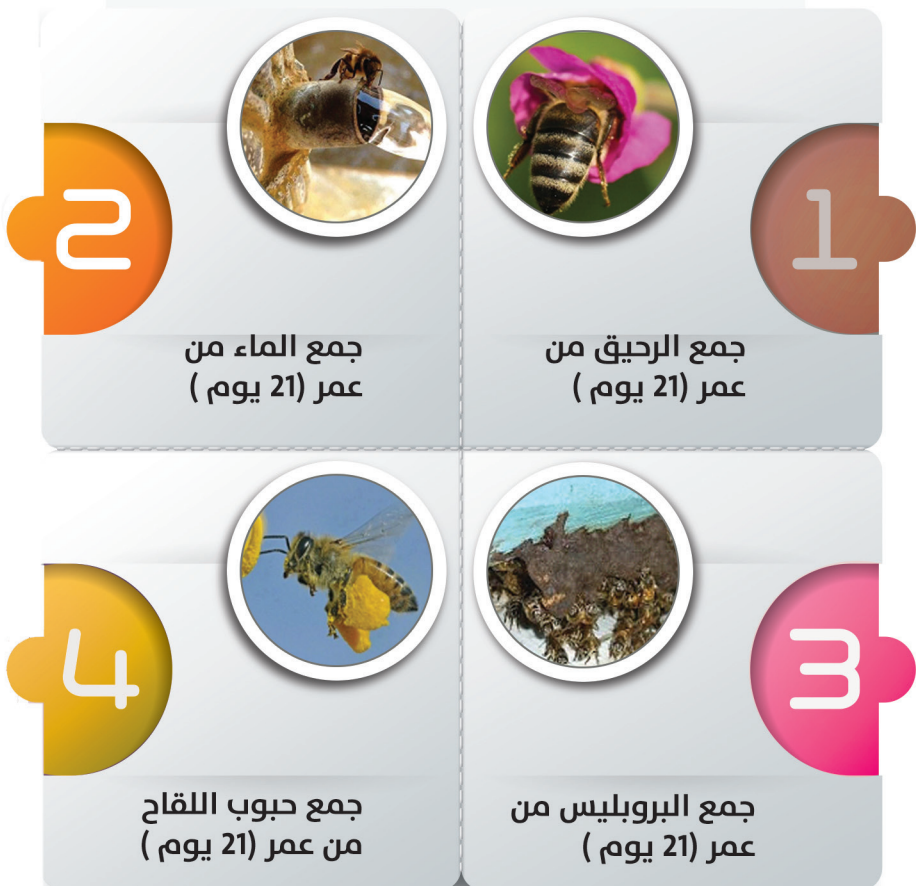 1
جمع الرحيق من
عمر (21 يوم )
2
جمع الماء من
عمر (21 يوم )
3
جمع البروبليس من
عمر (21 يوم )
4
جمع حبوب اللقاح
من عمر (21 يوم )